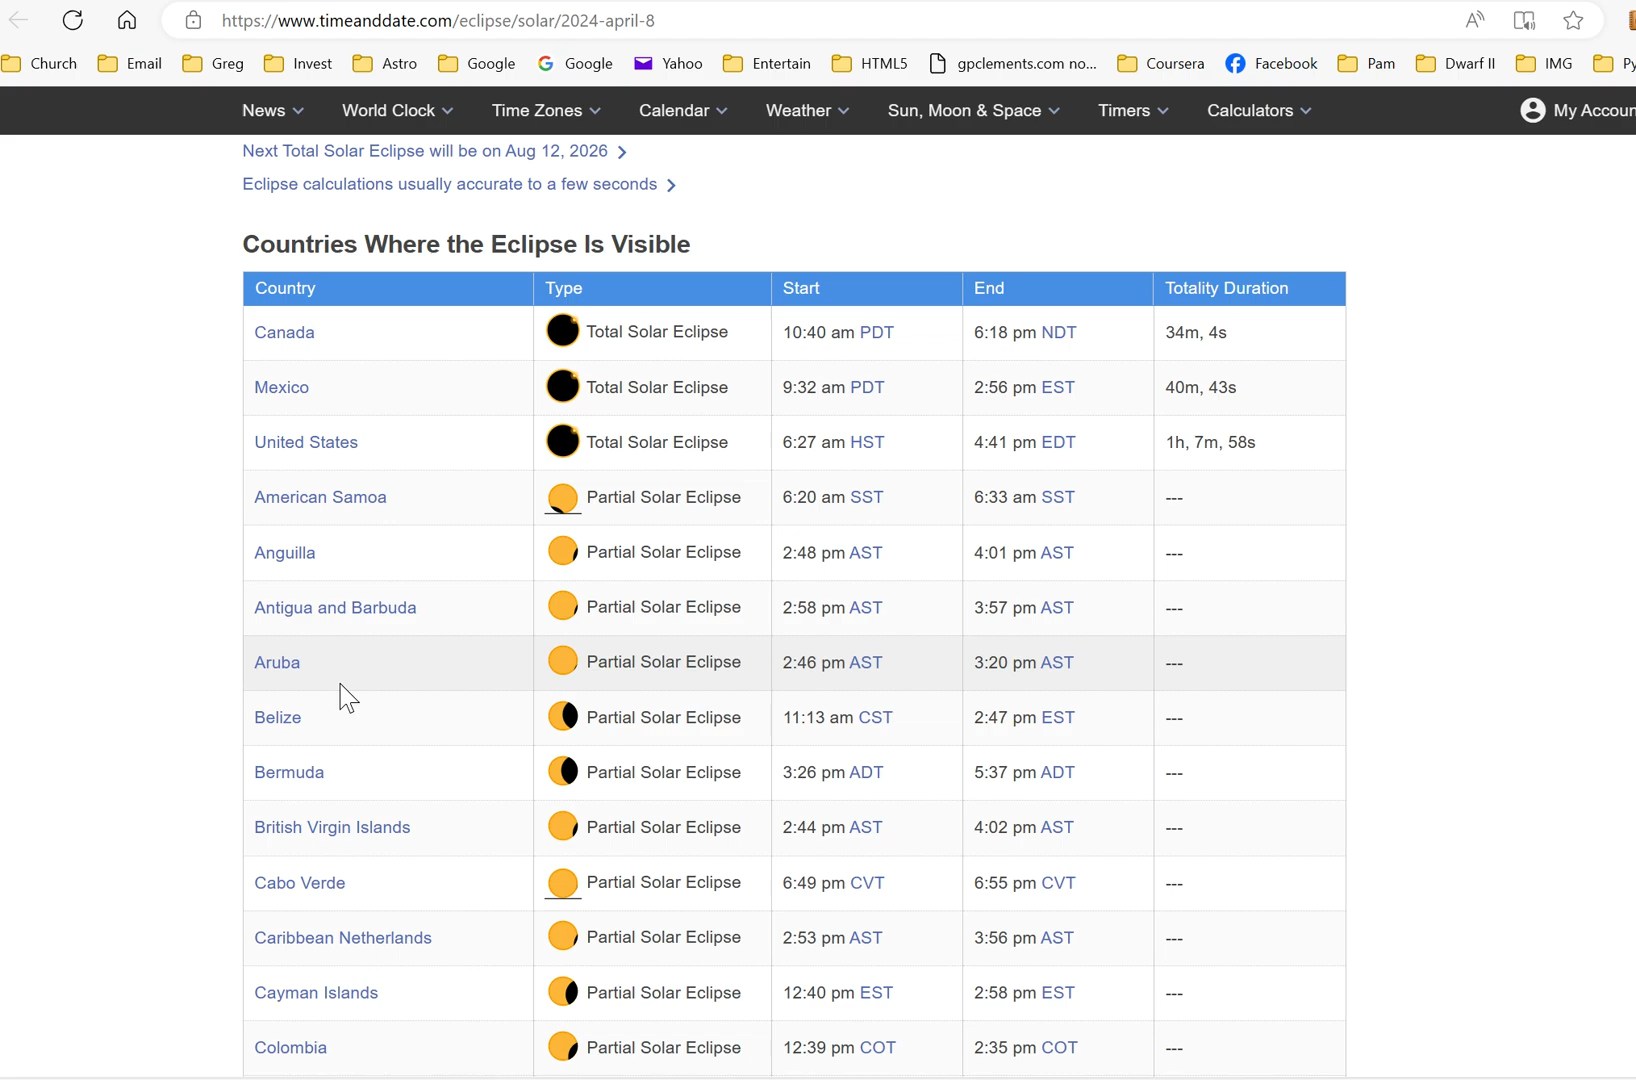 https://www.timeanddate.com/eclipse/solar/2024-april-8
Church Email Greg Invest Astro Google Google Yahoo Entertain HTML5 gpclements.com no... Coursera Facebook Pam Dwarf II IMG Py
News World Clock Time Zones Calendar Weather Sun, Moon & Space Timers Calculators My Accoun
Next Total Solar Eclipse will be on Aug 12, 2026
Eclipse calculations usually accurate to a few seconds
Countries Where the Eclipse Is Visible
Country Type Start End Totality Duration
Canada Total Solar Eclipse 10:40 am PDT 6:18 pm NDT 34m, 4s
Mexico Total Solar Eclipse 9:32 am PDT 2:56 pm EST 40m, 43s
United States Total Solar Eclipse 6:27 am HST 4:41 pm EDT 1h, 7m, 58s
American Samoa Partial Solar Eclipse 6:20 am SST 6:33 am SST ---
Anguilla Partial Solar Eclipse 2:48 pm AST 4:01 pm AST ---
Antigua and Barbuda Partial Solar Eclipse 2:58 pm AST 3:57 pm AST ---
Aruba Partial Solar Eclipse 2:46 pm AST 3:20 pm AST ---
Belize Partial Solar Eclipse 11:13 am CST 2:47 pm EST ---
Bermuda Partial Solar Eclipse 3:26 pm ADT 5:37 pm ADT ---
British Virgin Islands Partial Solar Eclipse 2:44 pm AST 4:02 pm AST ---
Cabo Verde Partial Solar Eclipse 6:49 pm CVT 6:55 pm CVT ---
Caribbean Netherlands Partial Solar Eclipse 2:53 pm AST 3:56 pm AST ---
Cayman Islands Partial Solar Eclipse 12:40 pm EST 2:58 pm EST ---
Colombia Partial Solar Eclipse 12:39 pm COT 2:35 pm COT ---